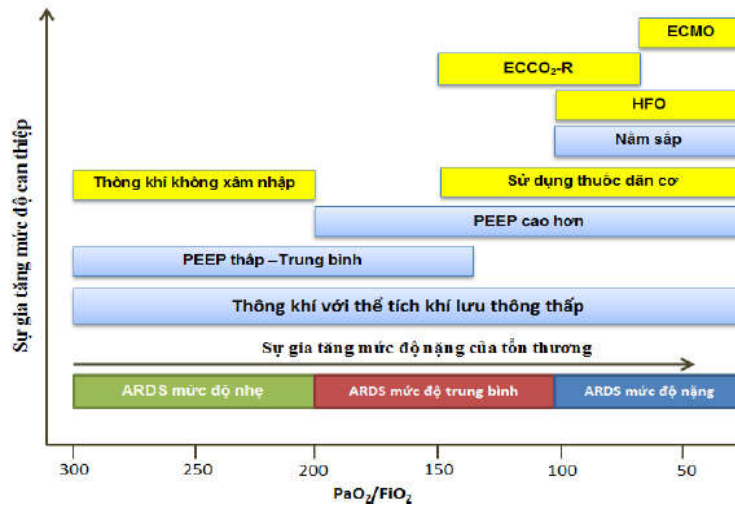 Sự gia tăng mức độ can thiệp
ECMO
ECCO₂-R
HFO
Nằm sấp
Thông khí không xâm nhập
Sử dụng thuốc dãn cơ
PEEP cao hơn
PEEP thấp –Trung bình
Thông khí với thể tích khí lưu thông thấp
Sự gia tăng mức độ nặng của tổn thương
ARDS mức độ nhẹ
ARDS mức độ trung bình
ARDS mức độ nặng
300 250 200 150 100 50
PaO₂/FiO₂